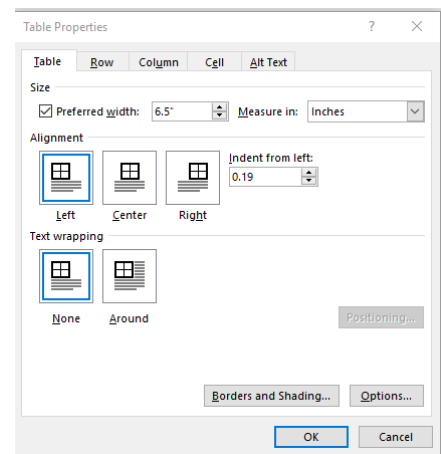 Table Properties ? ×
Table Row Column Cell Alt Text
Size
Preferred width: 6.5" Measure in: Inches
Alignment
Indent from left:
0.19
Left Center Right
Text wrapping
None Around
Positioning...
Borders and Shading... Options...
OK Cancel